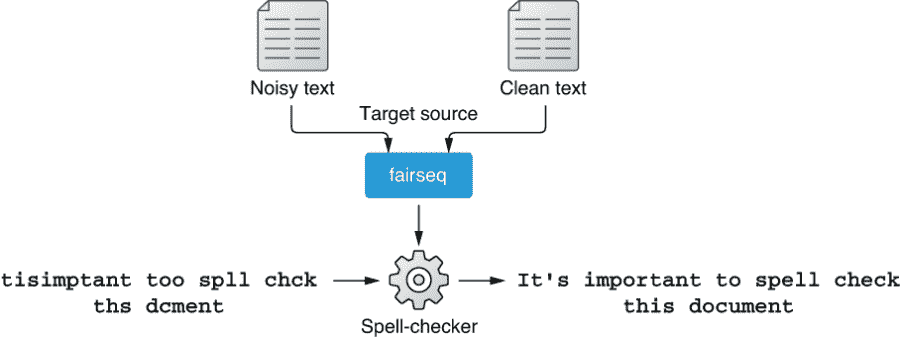 Noisy text
Clean text
Target source
fairseq
tisimptant too spll chck
ths dcment
It's important to spell check
this document
Spell-checker